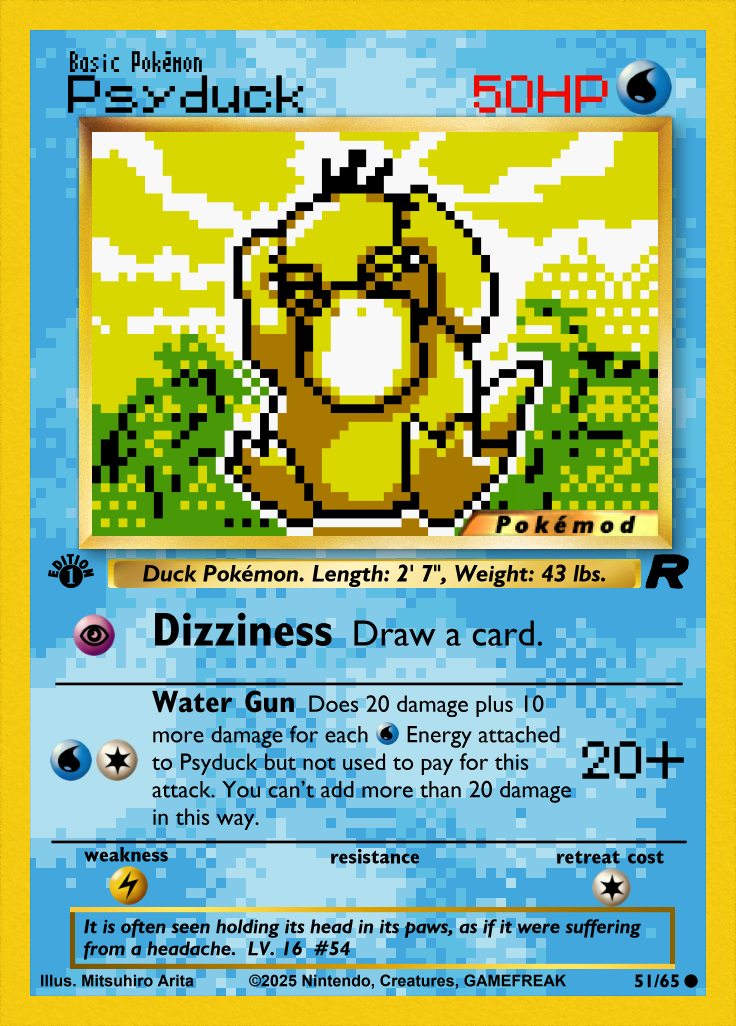 Basic Pokémon
Psyduck 50HP
Pokémod
EDITION 1
Duck Pokémon. Length: 2' 7", Weight: 43 lbs. R
Dizziness Draw a card.
Water Gun Does 20 damage plus 10
more damage for each Energy attached
to Psyduck but not used to pay for this
attack. You can't add more than 20 damage
in this way.
20+
weakness resistance retreat cost
It is often seen holding its head in its paws, as if it were suffering
from a headache. LV. 16 #54
Illus. Mitsuhiro Arita ©2025 Nintendo, Creatures, GAMEFREAK 51/65